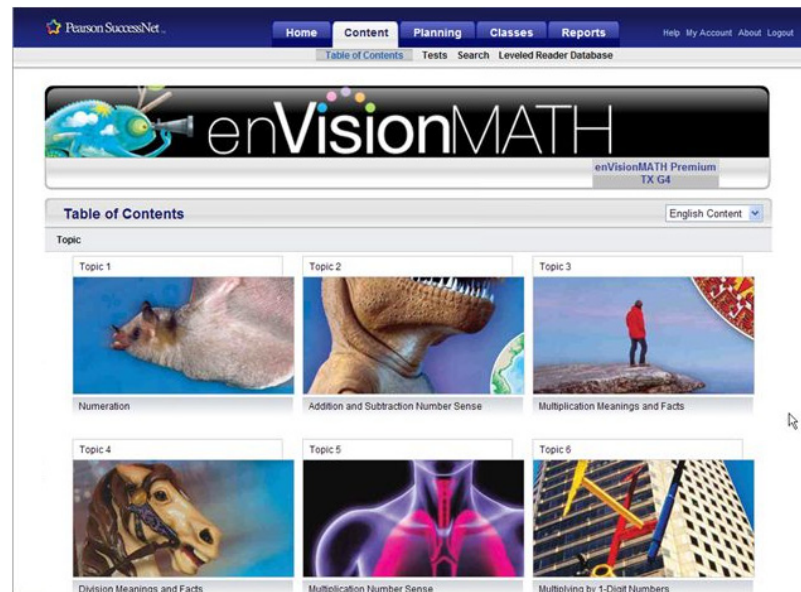 Pearson SuccessNet
Home Content Planning Classes Reports Help My Account About Logout
Table of Contents Tests Search Leveled Reader Database
enVisionMATH
enVisionMATH Premium
TX G4
Table of Contents English Content
Topic
Topic 1 Topic 2 Topic 3
Numeration Addition and Subtraction Number Sense Multiplication Meanings and Facts
Topic 4 Topic 5 Topic 6
Division Meanings and Facts Multiplication Number Sense Multiplying by 1-Digit Numbers